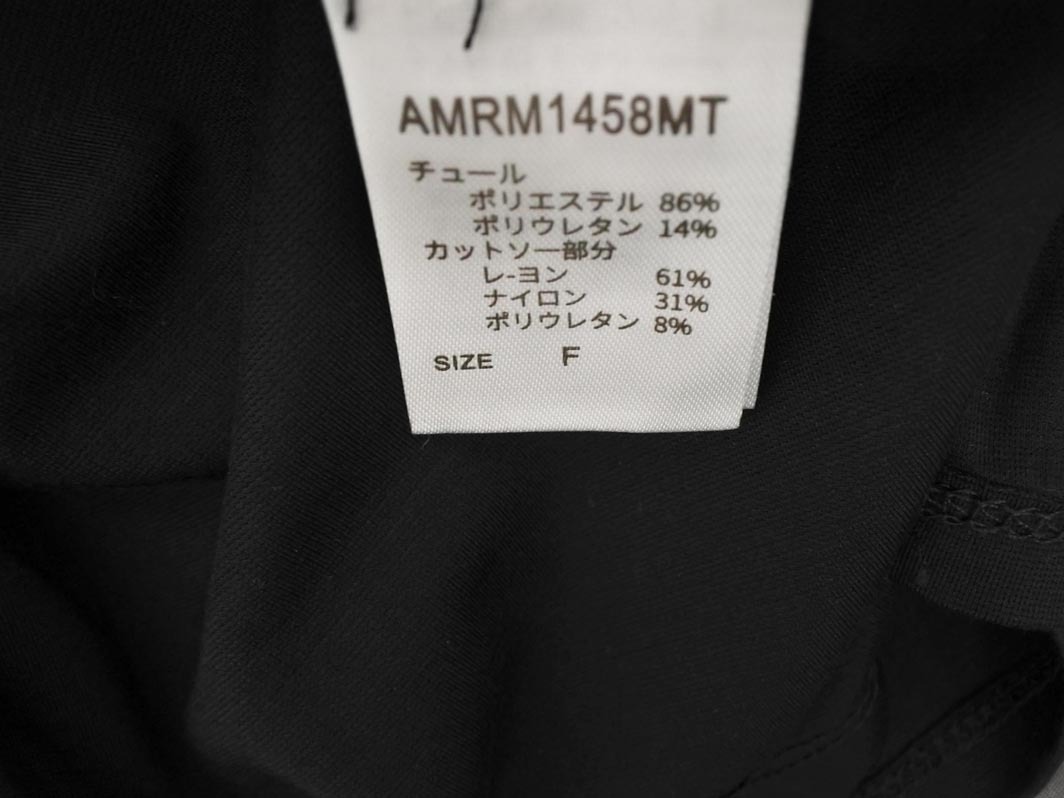 AMRM1458MT
チュール
ポリエステル 86%
ポリウレタン 14%
カットソー部分
レ-ヨン 61%
ナイロン 31%
ポリウレタン 8%
SIZE F